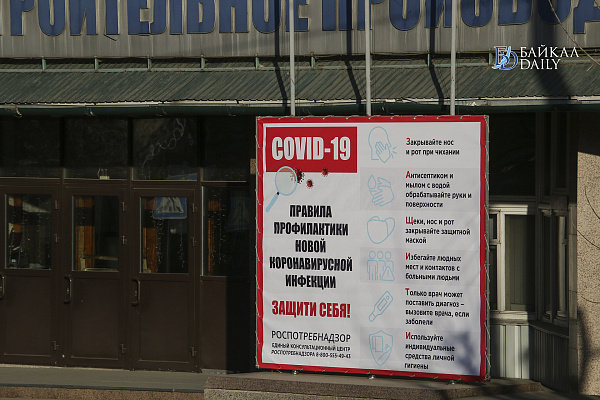 РОИТЕЛЬНОЕ ПРОИЗВОД
БАЙКАЛ
DAILY
COVID-19
ПРАВИЛА
ПРОФИЛАКТИКИ
НОВОЙ
КОРОНАВИРУСНОЙ
ИНФЕКЦИИ
ЗАЩИТИ СЕБЯ!
РОСПОТРЕБНАДЗОР
ЕДИНЫЙ КОНСУЛЬТАЦИОННЫЙ ЦЕНТР
РОСПОТРЕБНАДЗОРА 8-800-555-49-43
Закрывайте нос
и рот при чихании
Антисептиком и
мылом с водой
обрабатывайте руки и
поверхности
Щеки, нос и рот
закрывайте защитной
маской
Избегайте людных
мест и контактов с
больными людьми
Только врач может
поставить диагноз –
вызовите врача, если
заболели
Используйте
индивидуальные
средства личной
гигиены